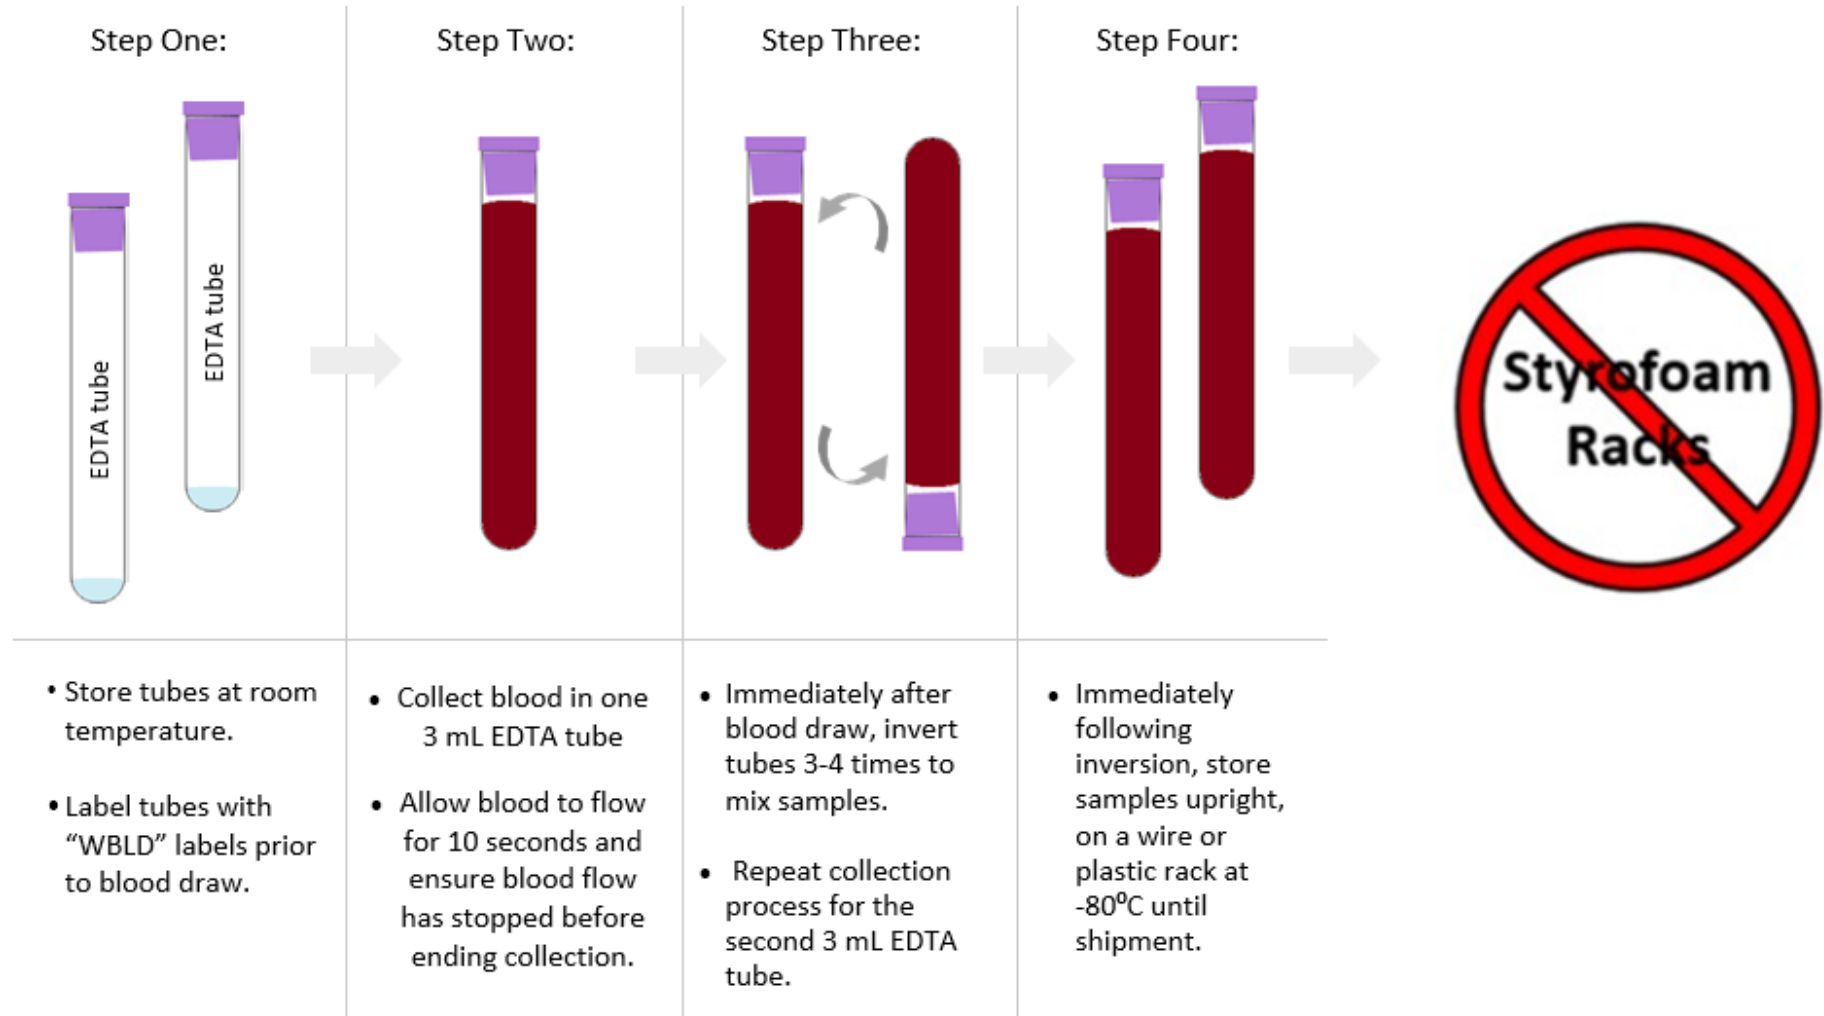 Step One:
Step Two:
Step Three:
Step Four:
EDTA tube
EDTA tube
Styrofoam
Racks
• Store tubes at room
temperature.
• Label tubes with
“WBLD” labels prior
to blood draw.
• Collect blood in one
3 mL EDTA tube
• Allow blood to flow
for 10 seconds and
ensure blood flow
has stopped before
ending collection.
• Immediately after
blood draw, invert
tubes 3-4 times to
mix samples.
• Repeat collection
process for the
second 3 mL EDTA
tube.
• Immediately
following
inversion, store
samples upright,
on a wire or
plastic rack at
-80⁰C until
shipment.